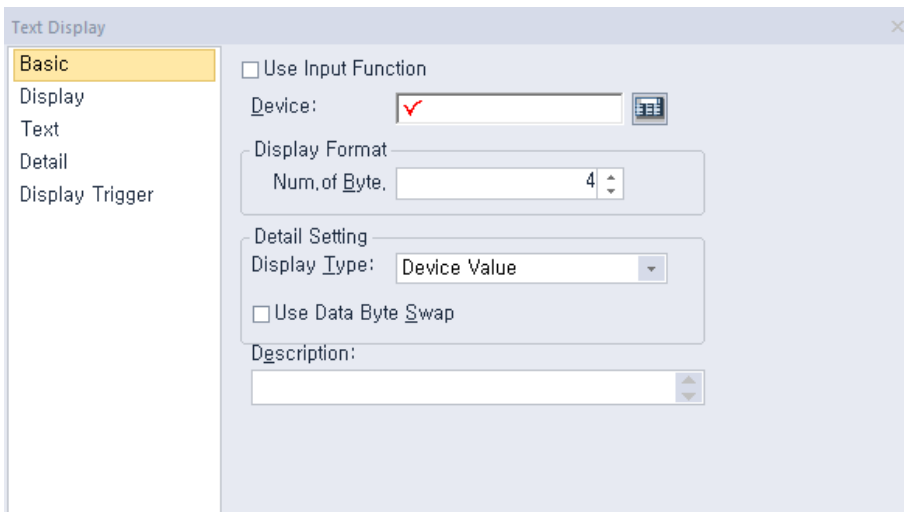 Text Display
Basic
Display
Text
Detail
Display Trigger
Use Input Function
Device:
Display Format
Num.of Byte. 4
Detail Setting
Display Type: Device Value
Use Data Byte Swap
Description: